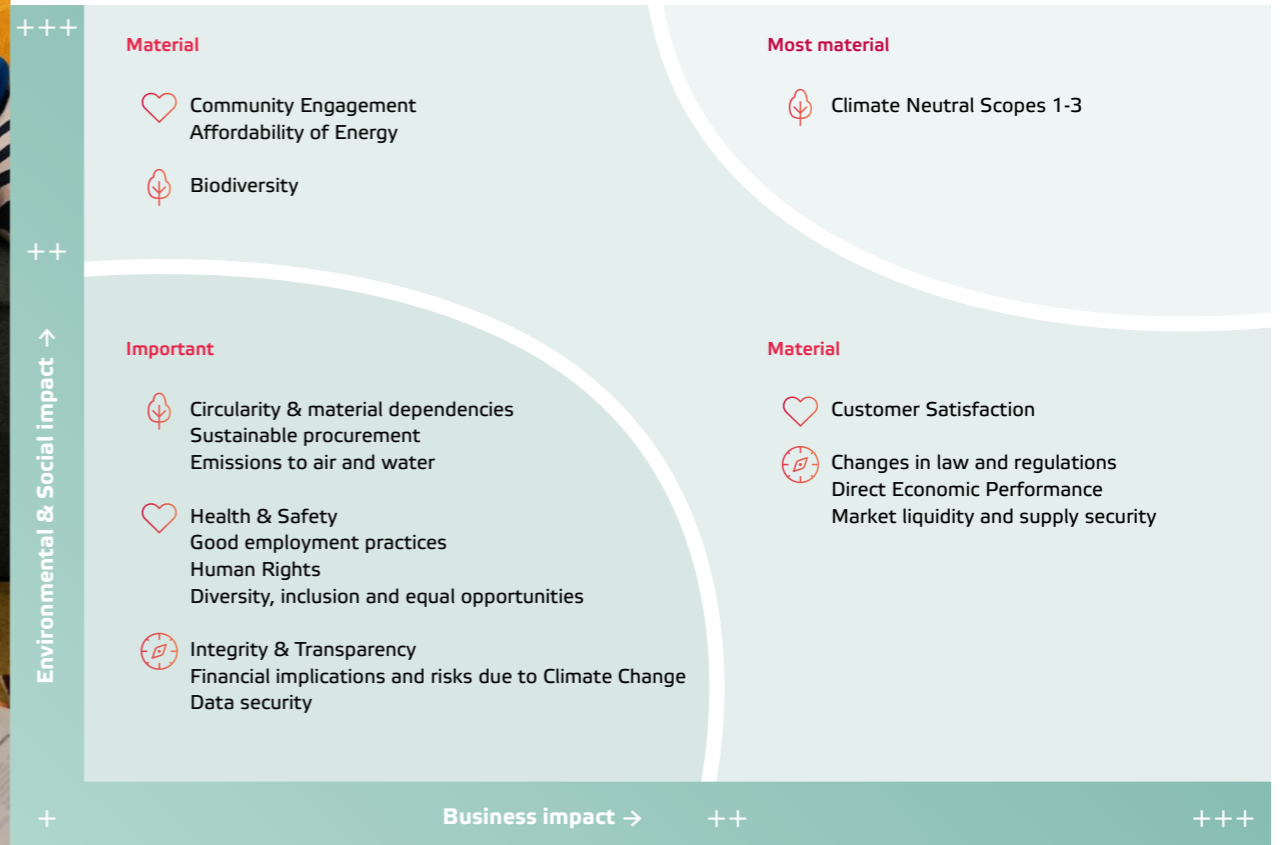 +++
Material
Community Engagement
Affordability of Energy
Biodiversity
Most material
Climate Neutral Scopes 1-3
++
Environmental & Social impact →
Important
Circularity & material dependencies
Sustainable procurement
Emissions to air and water
Health & Safety
Good employment practices
Human Rights
Diversity, inclusion and equal opportunities
Integrity & Transparency
Financial implications and risks due to Climate Change
Data security
Material
Customer Satisfaction
Changes in law and regulations
Direct Economic Performance
Market liquidity and supply security
+
Business impact →
++
+++